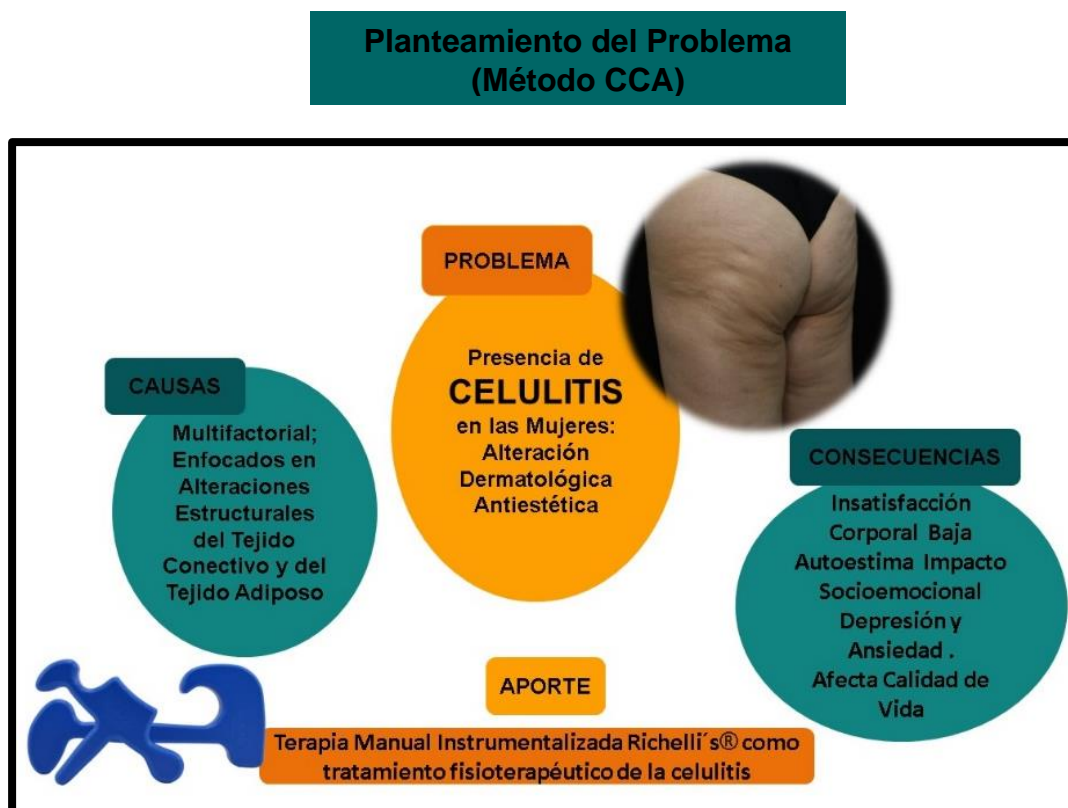 Planteamiento del Problema
(Método CCA)
PROBLEMA
Presencia de
CELULITIS
en las Mujeres:
Alteración
Dermatológica
Antiestética
CAUSAS
Multifactorial;
Enfocados en
Alteraciones
Estructurales
del Tejido
Conectivo y del
Tejido Adiposo
CONSECUENCIAS
Insatisfacción
Corporal Baja
Autoestima Impacto
Socioemocional
Depresión y
Ansiedad .
Afecta Calidad de
Vida
APORTE
Terapia Manual Instrumentalizada Richelli´s® como
tratamiento fisioterapéutico de la celulitis